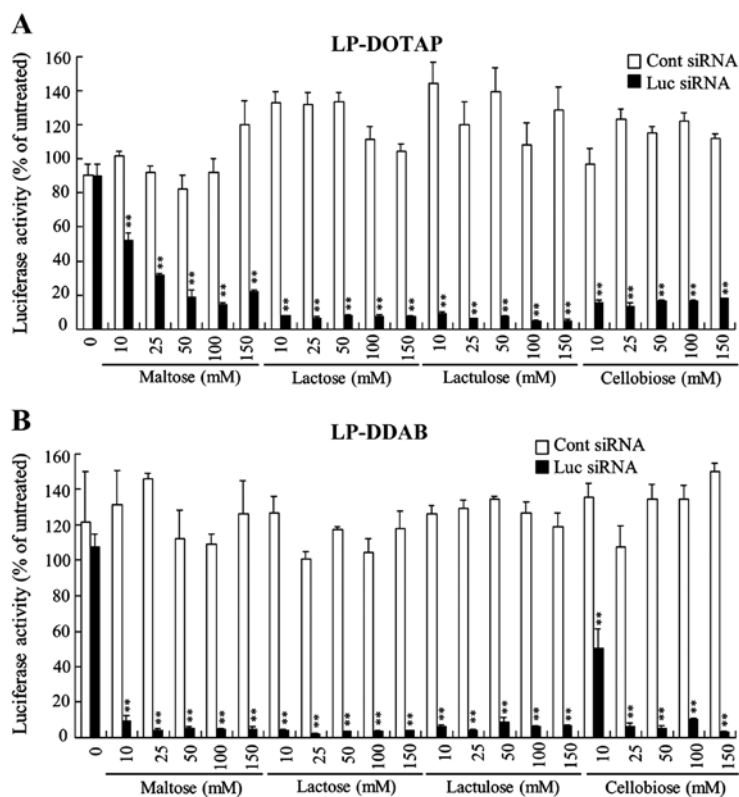 A
LP-DOTAP
Cont siRNA
Luc siRNA
Luciferase activity (% of untreated)
160
140
120
100
80
60
40
20
0
** ** ** ** ** ** ** ** ** ** ** ** ** ** ** ** ** ** ** **
0 10 25 50 100 150 10 25 50 100 150 10 25 50 100 150 10 25 50 100 150
Maltose (mM) Lactose (mM) Lactulose (mM) Cellobiose (mM)
B
LP-DDAB
Cont siRNA
Luc siRNA
Luciferase activity (% of untreated)
160
140
120
100
80
60
40
20
0
** ** ** ** ** ** ** ** ** ** ** ** ** ** ** ** ** ** ** **
0 10 25 50 100 150 10 25 50 100 150 10 25 50 100 150 10 25 50 100 150
Maltose (mM) Lactose (mM) Lactulose (mM) Cellobiose (mM)